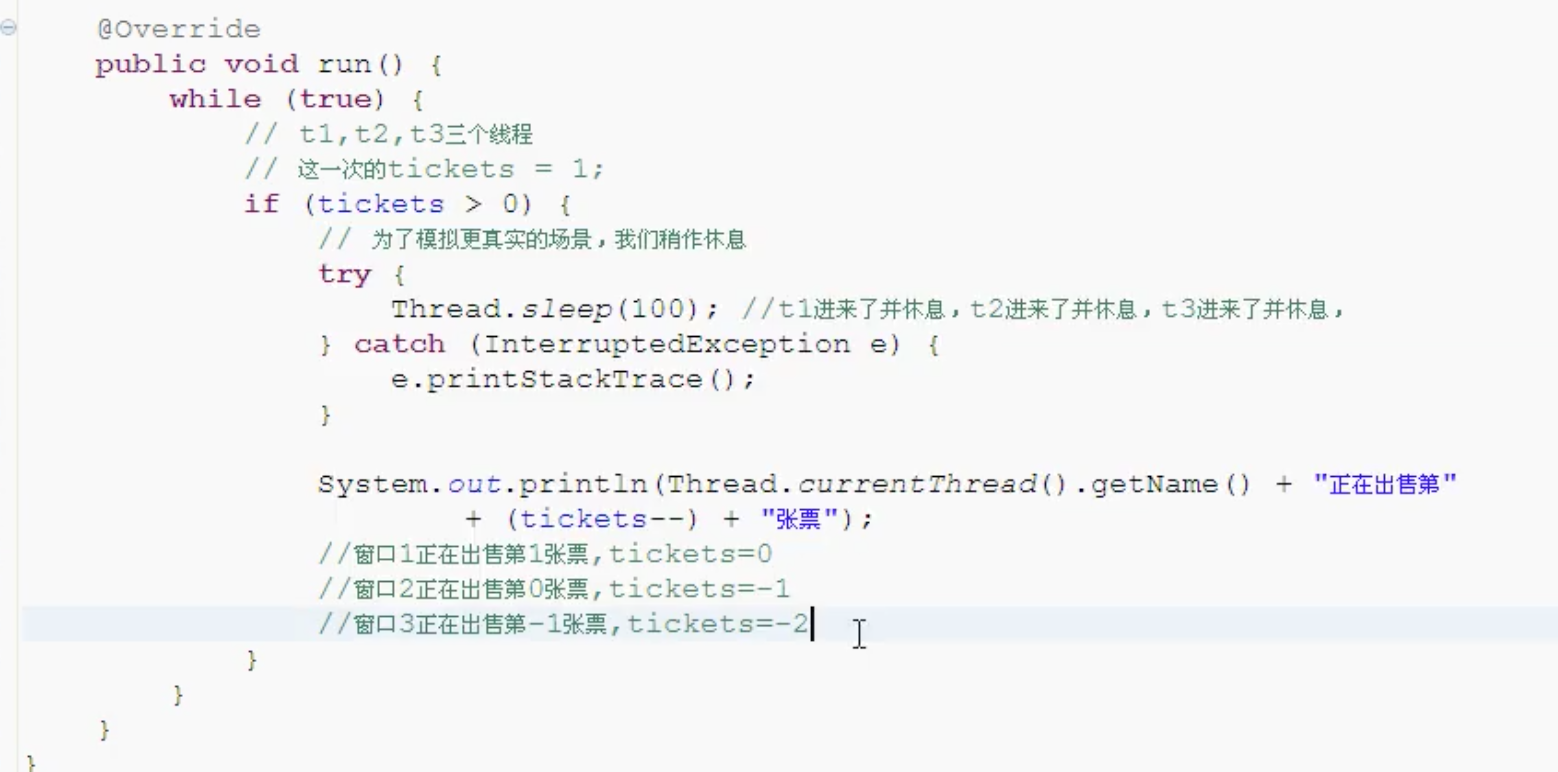 @Override
public void run() {
while (true) {
// t1,t2,t3三个线程
// 这一次的tickets = 1;
if (tickets > 0) {
// 为了模拟更真实的场景，我们稍作休息
try {
Thread.sleep(100); //t1进来了并休息，t2进来了并休息，t3进来了并休息，
} catch (InterruptedException e) {
e.printStackTrace();
}
System.out.println(Thread.currentThread().getName() + "正在出售第"
+ (tickets--) + "张票");
//窗口1正在出售第1张票,tickets=0
//窗口2正在出售第0张票,tickets=-1
//窗口3正在出售第-1张票,tickets=-2
}
}
}
}